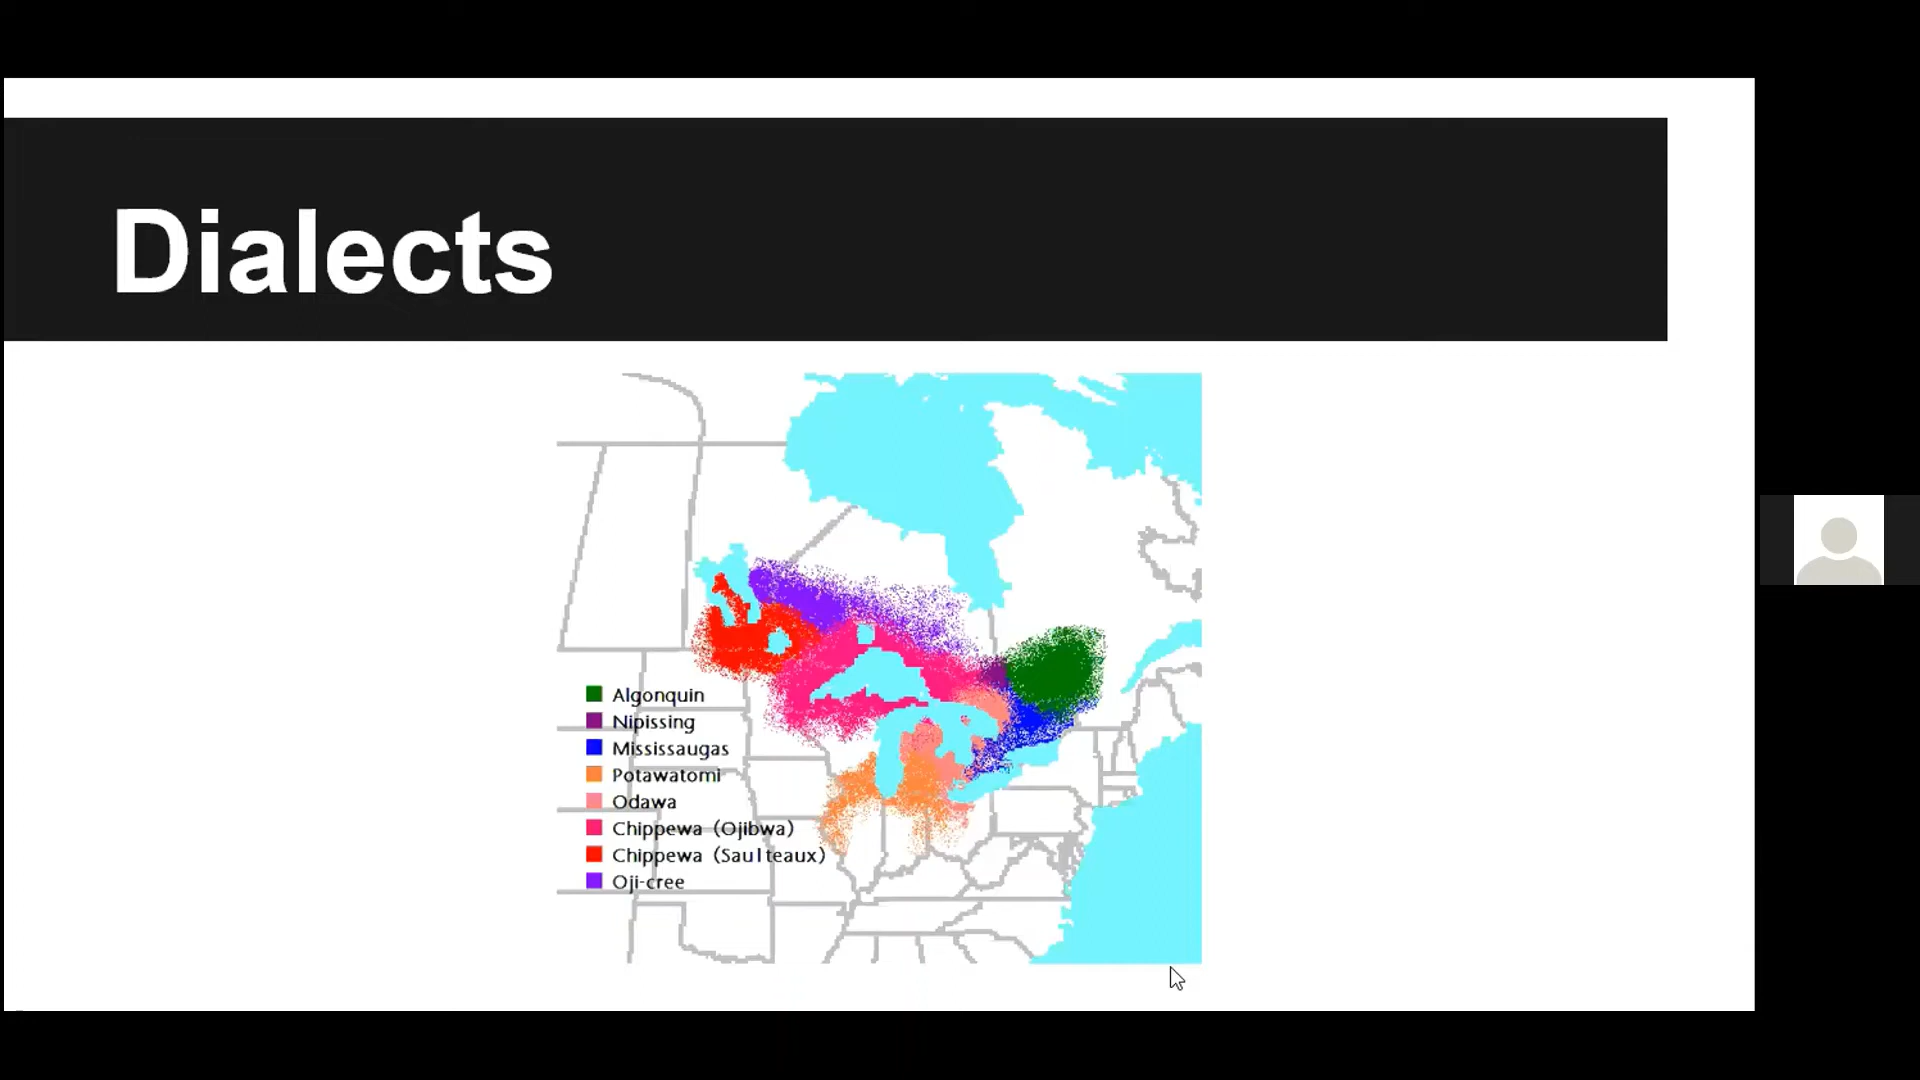 Dialects
Algonquin
Nipissing
Mississaugas
Potawatomi
Odawa
Chippewa (Ojibwa)
Chippewa (Saulteaux)
Oji-cree